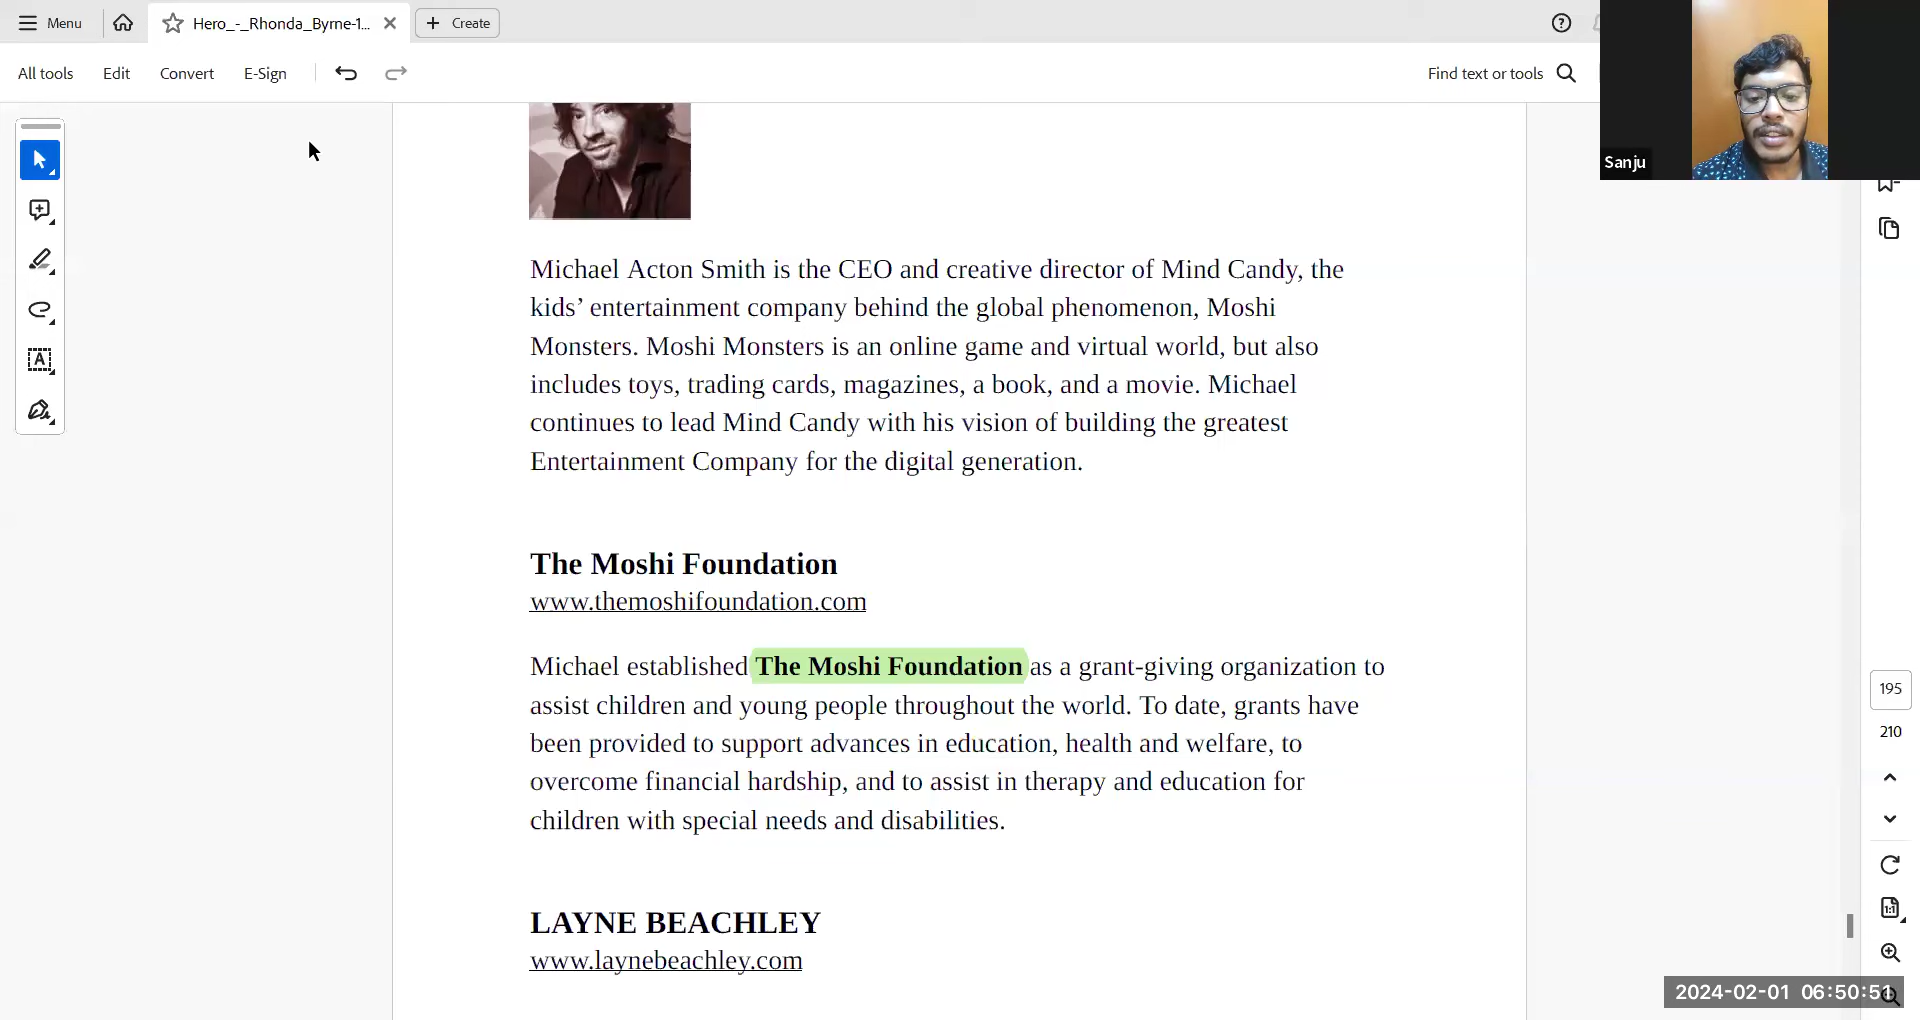 Menu
Hero_-_Rhonda_Byrne-1...
Create
All tools
Edit
Convert
E-Sign
Find text or tools
Sanju
Michael Acton Smith is the CEO and creative director of Mind Candy, the
kids’ entertainment company behind the global phenomenon, Moshi
Monsters. Moshi Monsters is an online game and virtual world, but also
includes toys, trading cards, magazines, a book, and a movie. Michael
continues to lead Mind Candy with his vision of building the greatest
Entertainment Company for the digital generation.
The Moshi Foundation
www.themoshifoundation.com
Michael established The Moshi Foundation as a grant-giving organization to
assist children and young people throughout the world. To date, grants have
been provided to support advances in education, health and welfare, to
overcome financial hardship, and to assist in therapy and education for
children with special needs and disabilities.
LAYNE BEACHLEY
www.laynebeachley.com
195
210
2024-02-01 06:50:51